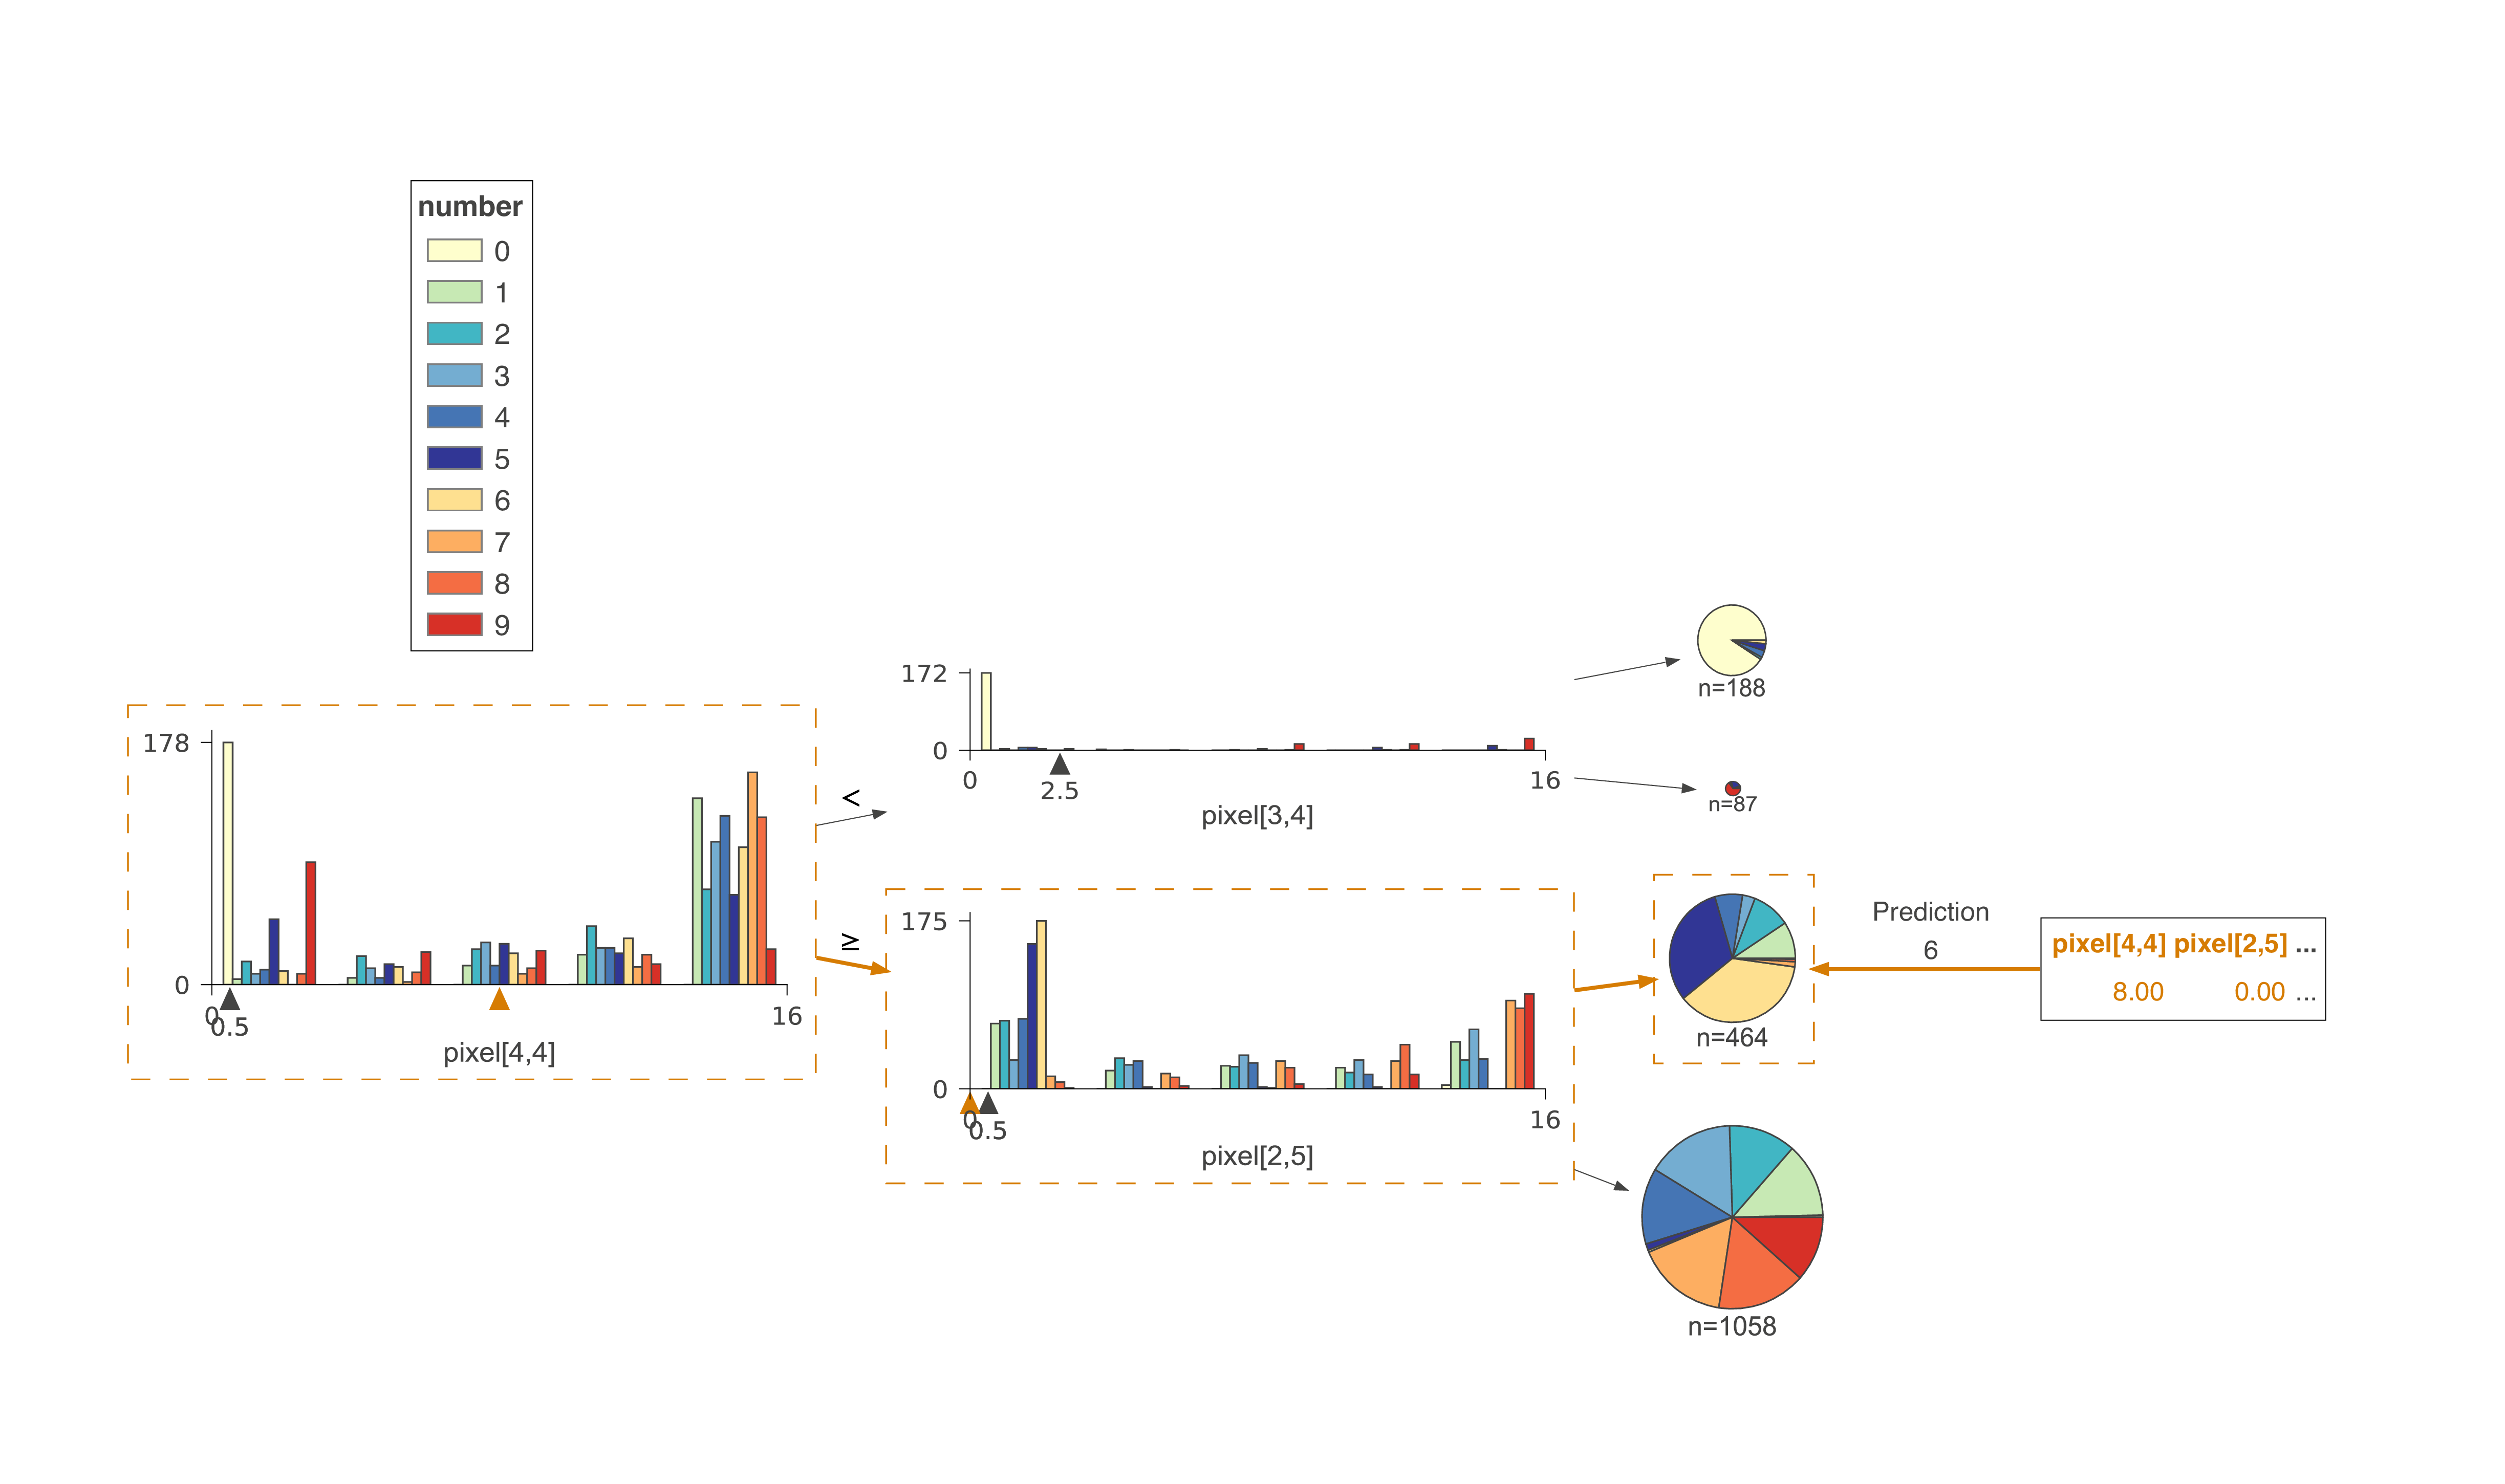 number
0
1
2
3
4
5
6
7
8
9
178
0
0
0.5
16
pixel[4,4]
<
≥
172
0
0
2.5
16
pixel[3,4]
175
0
0
0.5
16
pixel[2,5]
n=188
n=87
n=464
n=1058
Prediction
6
pixel[4,4] pixel[2,5] ...
8.00 0.00 ...